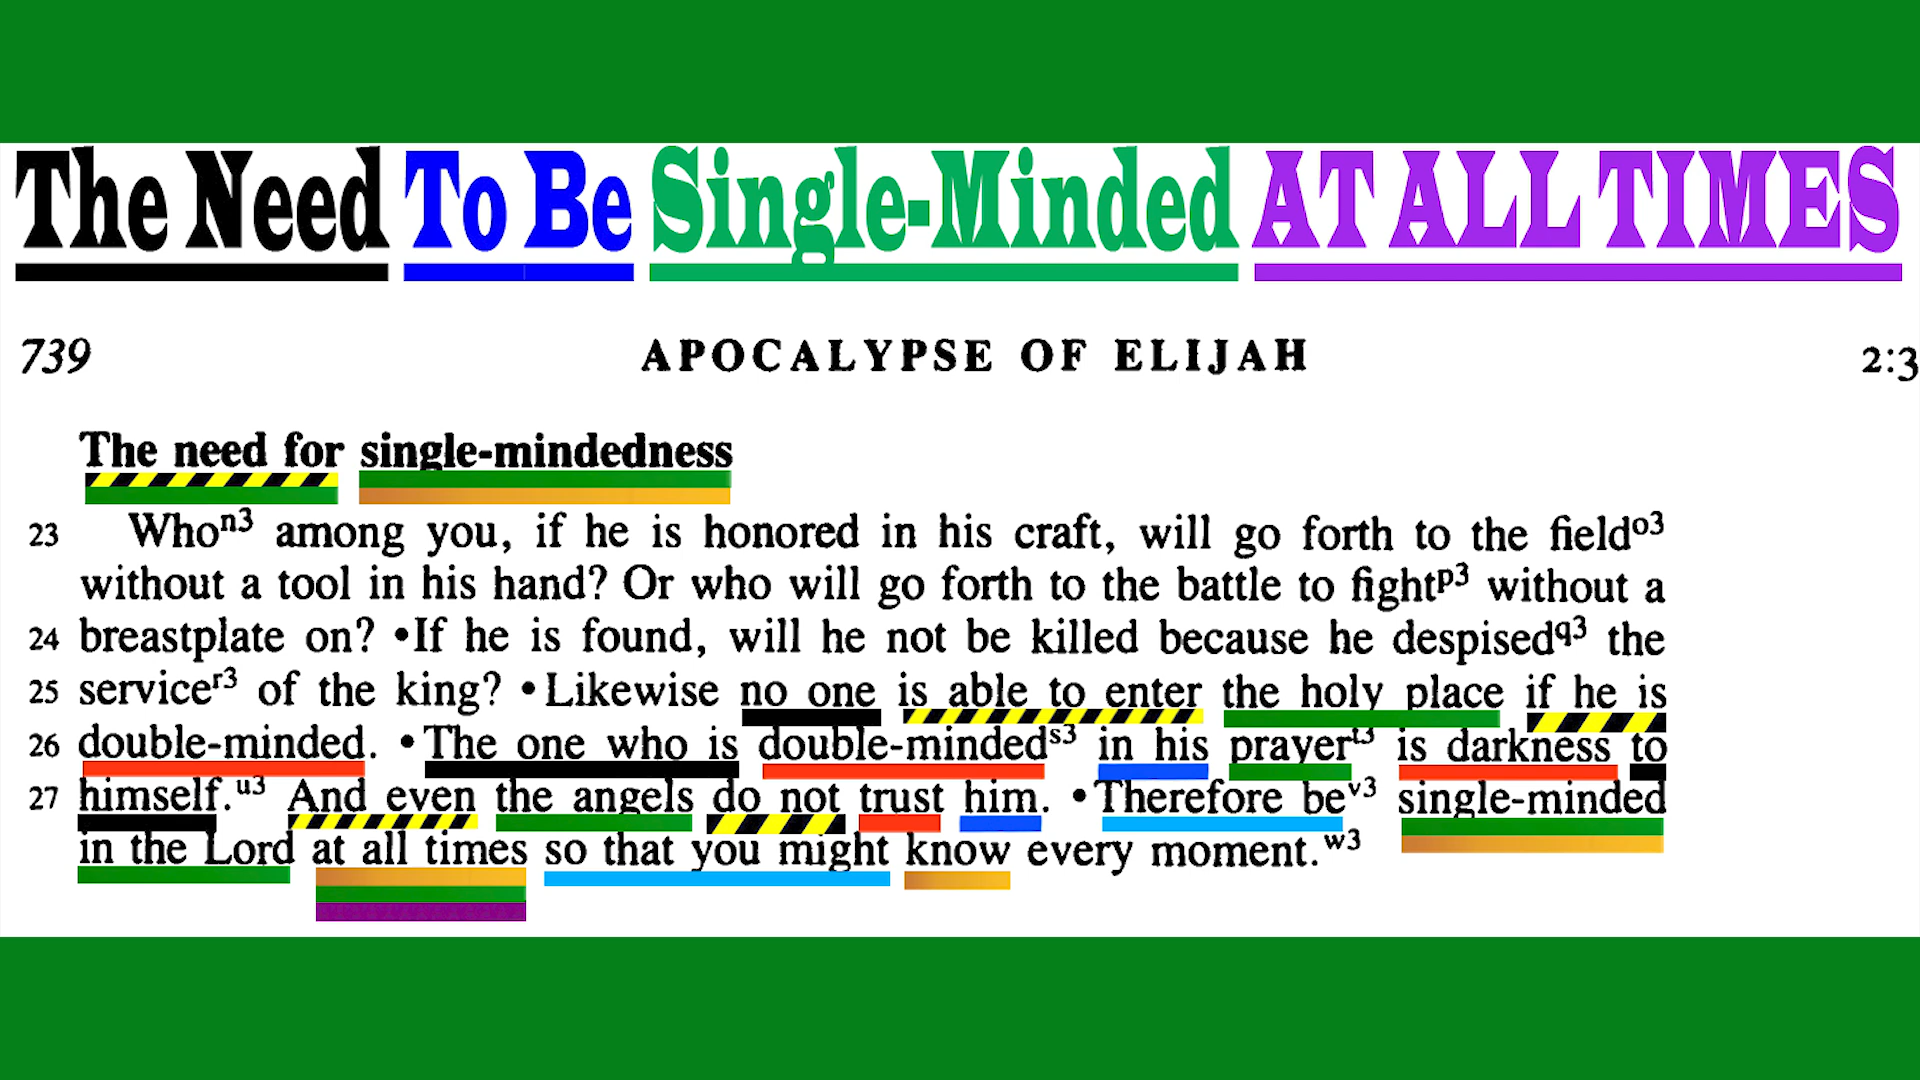 The Need To Be Single-Minded AT ALL TIMES
739 APOCALYPSE OF ELIJAH 2:3
The need for single-mindedness
23 Who^n3 among you, if he is honored in his craft, will go forth to the field^o3
without a tool in his hand? Or who will go forth to the battle to fight^p3 without a
24 breastplate on? •If he is found, will he not be killed because he despised^q3 the
25 service^r3 of the king? •Likewise no one is able to enter the holy place if he is
26 double-minded. •The one who is double-minded^s3 in his prayer^t3 is darkness to
27 himself.^u3 And even the angels do not trust him. •Therefore be^v3 single-minded
in the Lord at all times so that you might know every moment.^w3